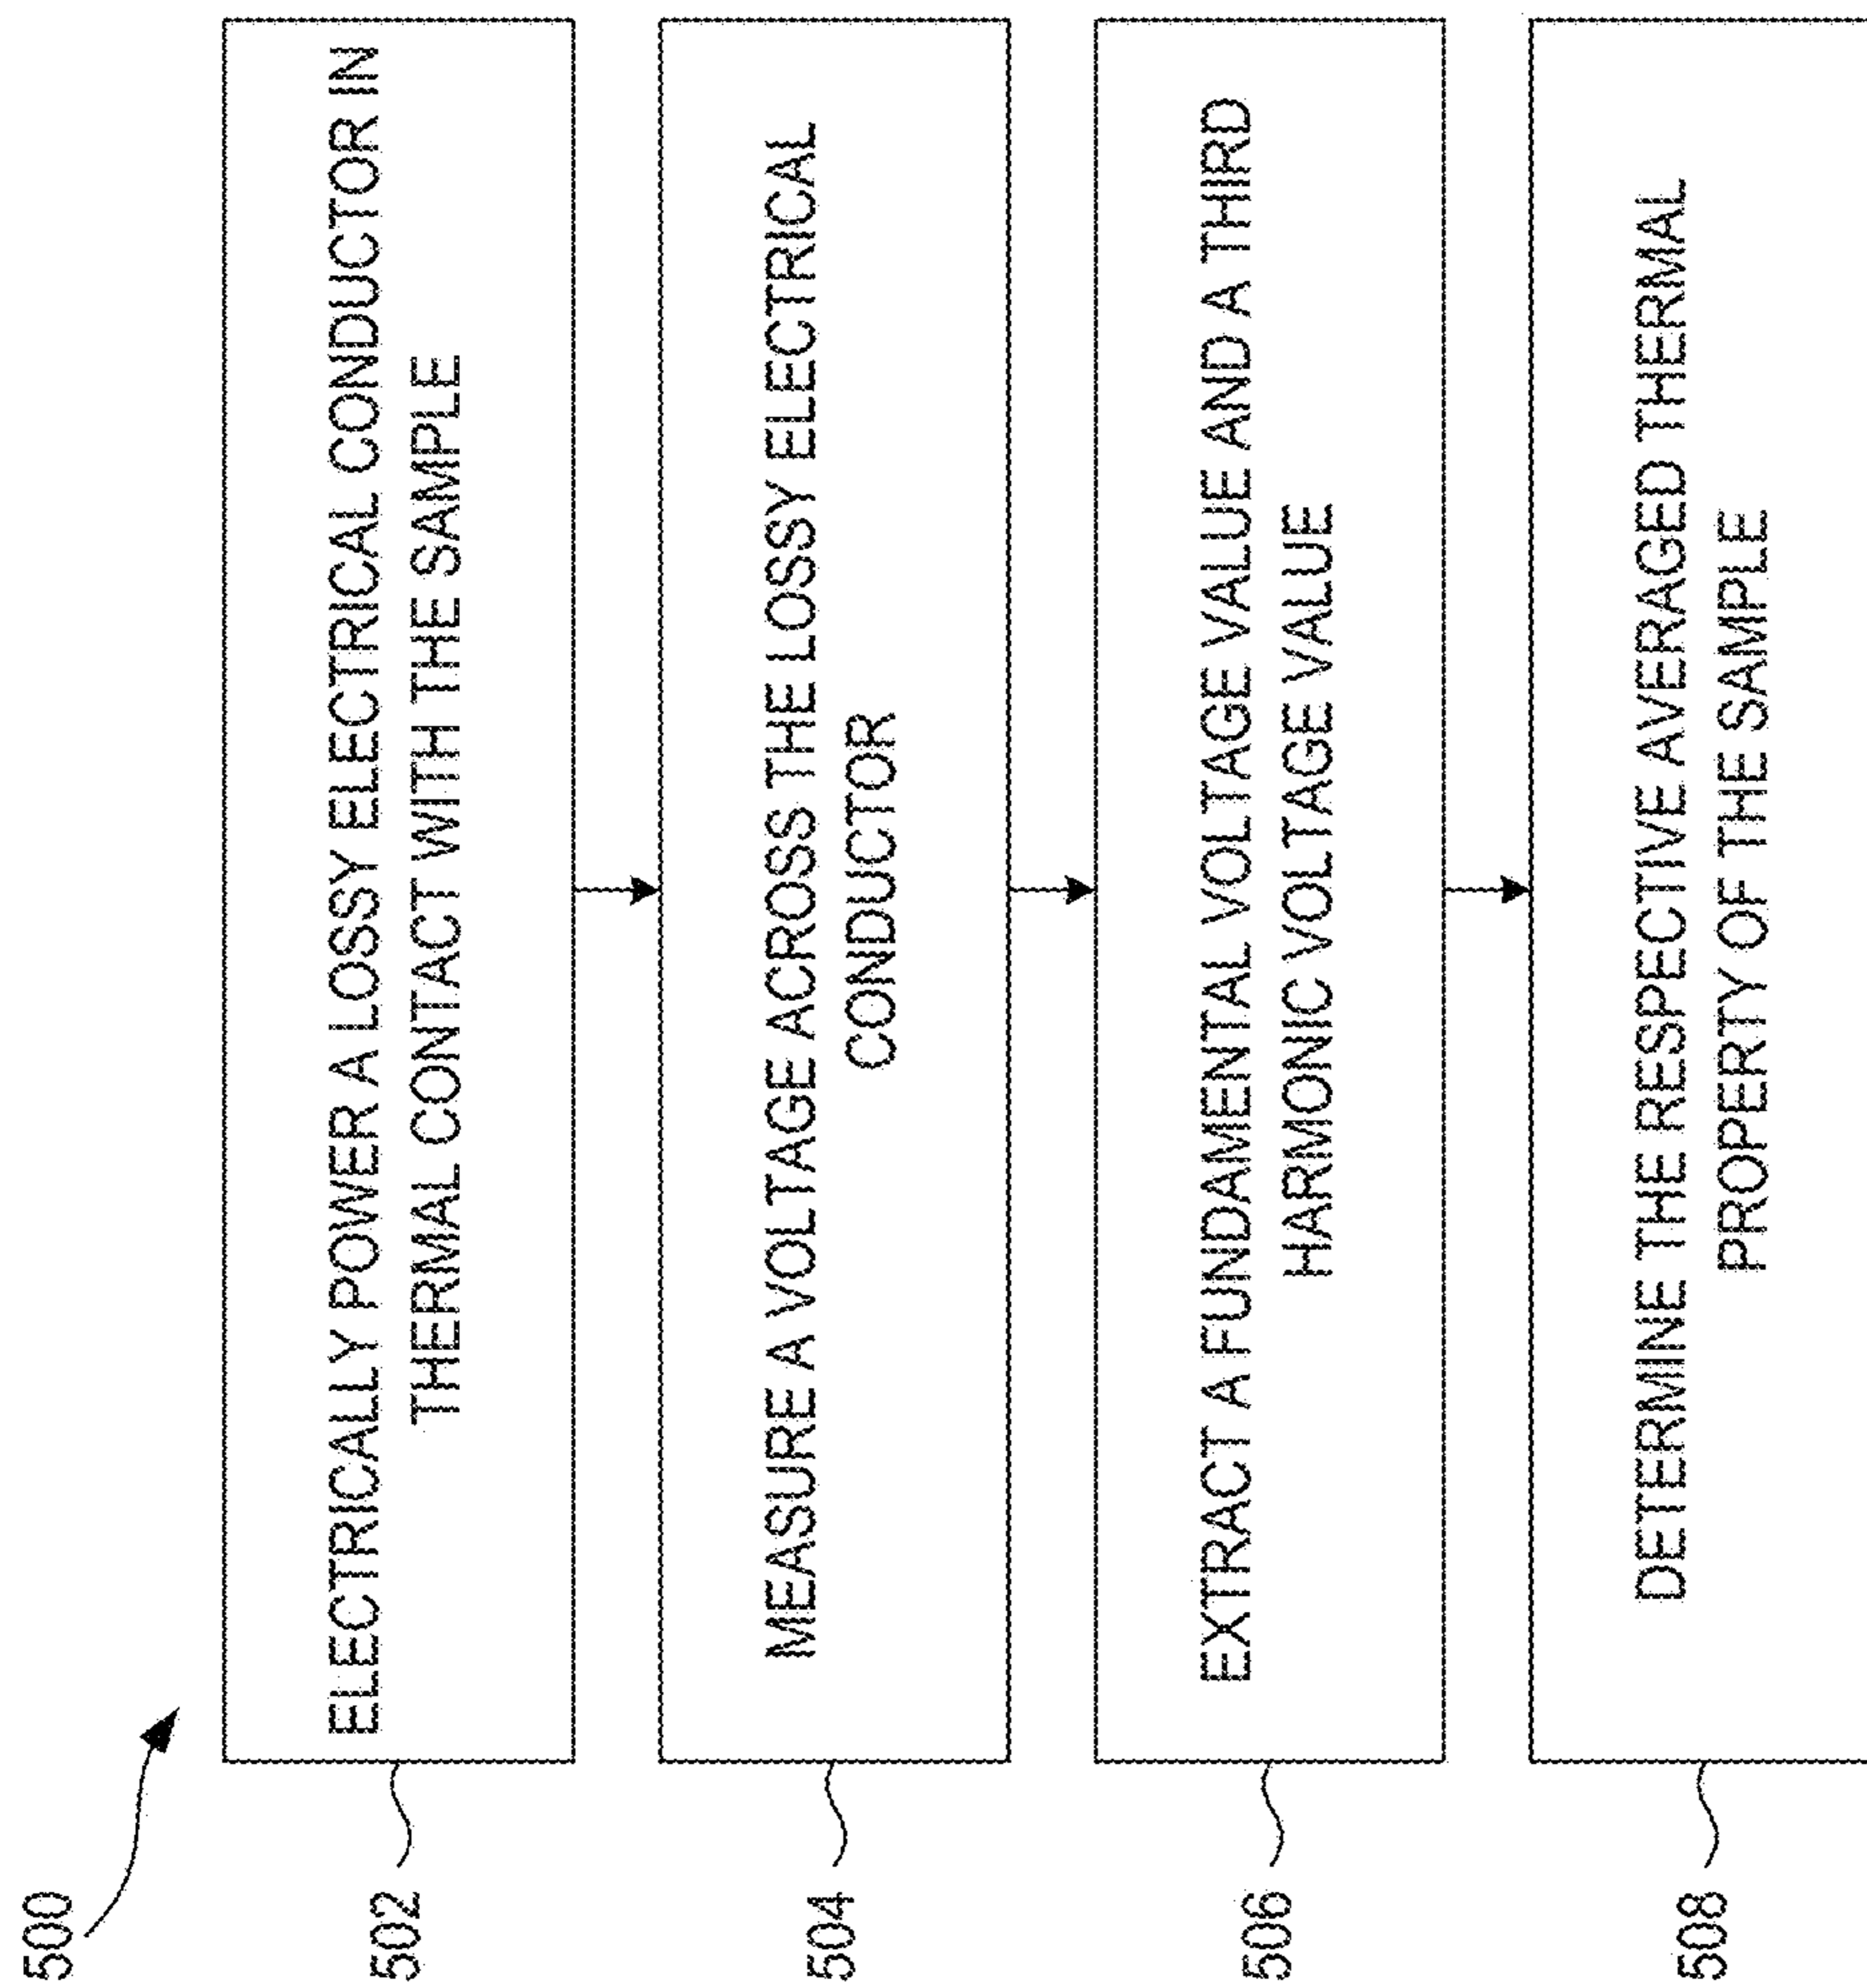 500
502
ELECTRICALLY POWER A LOSSY ELECTRICAL CONDUCTOR IN
THERMAL CONTACT WITH THE SAMPLE
504
MEASURE A VOLTAGE ACROSS THE LOSSY ELECTRICAL
CONDUCTOR
506
EXTRACT A FUNDAMENTAL VOLTAGE VALUE AND A THIRD
HARMONIC VOLTAGE VALUE
508
DETERMINE THE RESPECTIVE AVERAGED THERMAL
PROPERTY OF THE SAMPLE